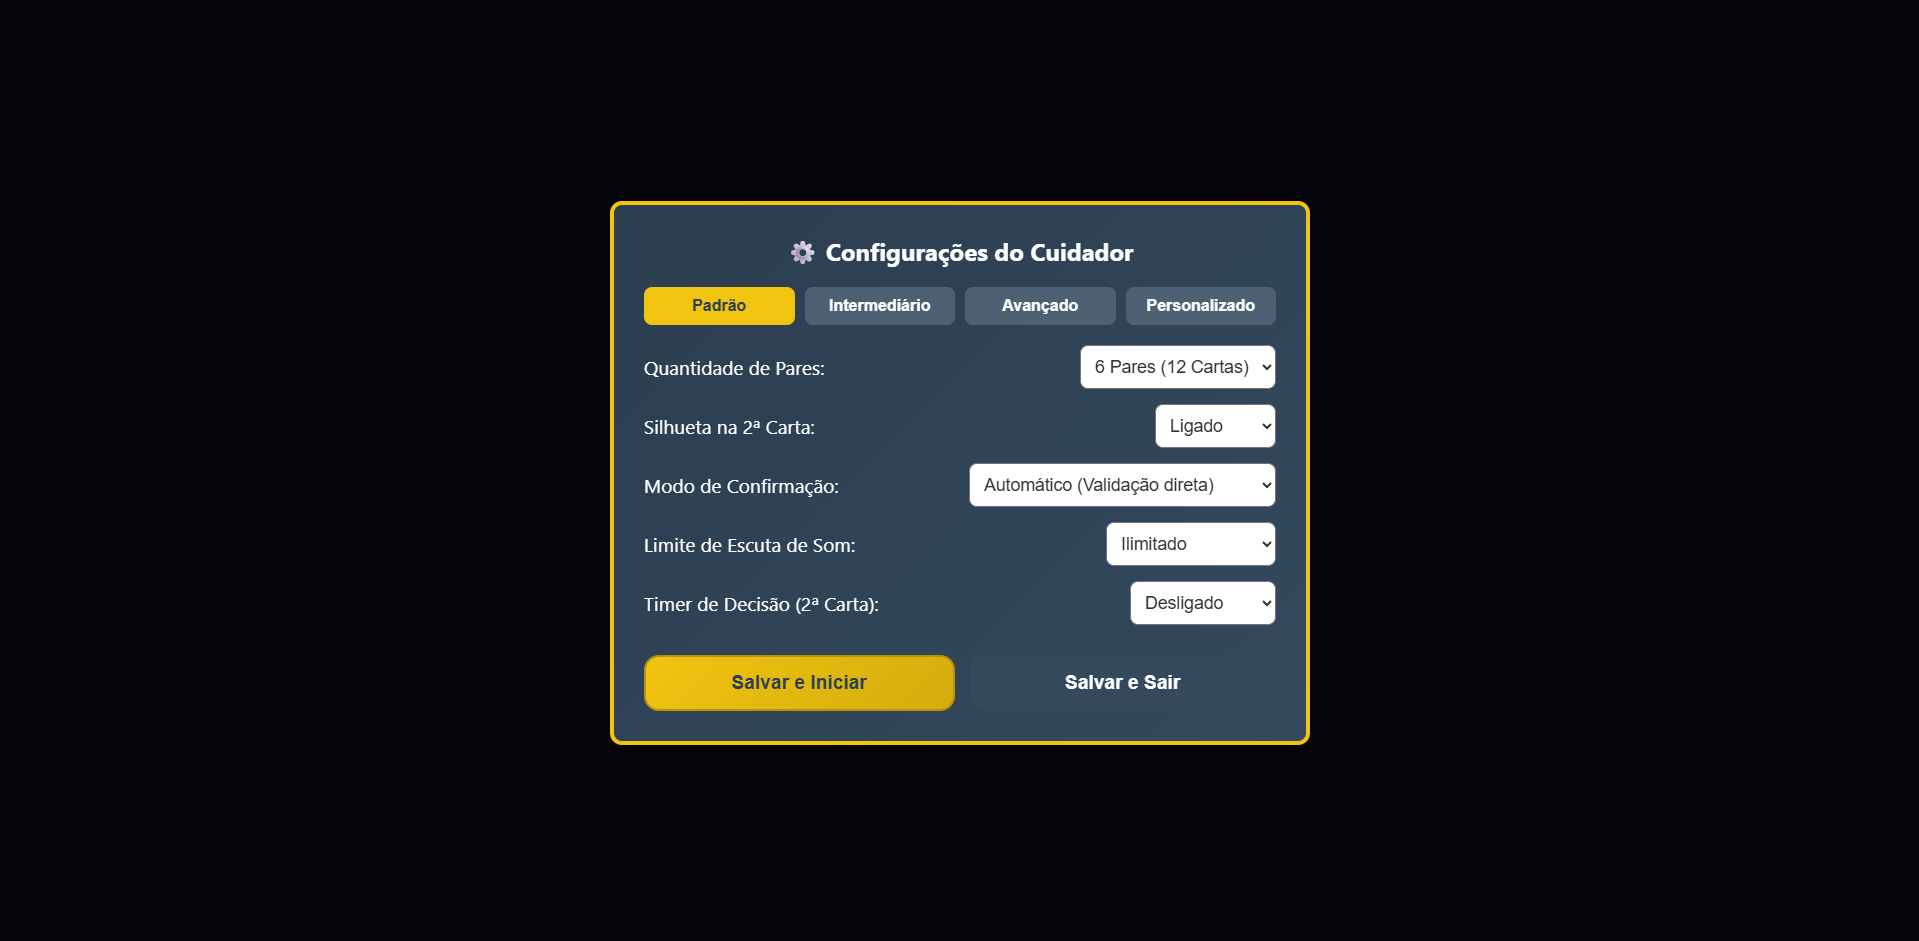 Configurações do Cuidador
Padrão Intermediário Avançado Personalizado
Quantidade de Pares: 6 Pares (12 Cartas)
Silhueta na 2ª Carta: Ligado
Modo de Confirmação: Automático (Validação direta)
Limite de Escuta de Som: Ilimitado
Timer de Decisão (2ª Carta): Desligado
Salvar e Iniciar Salvar e Sair